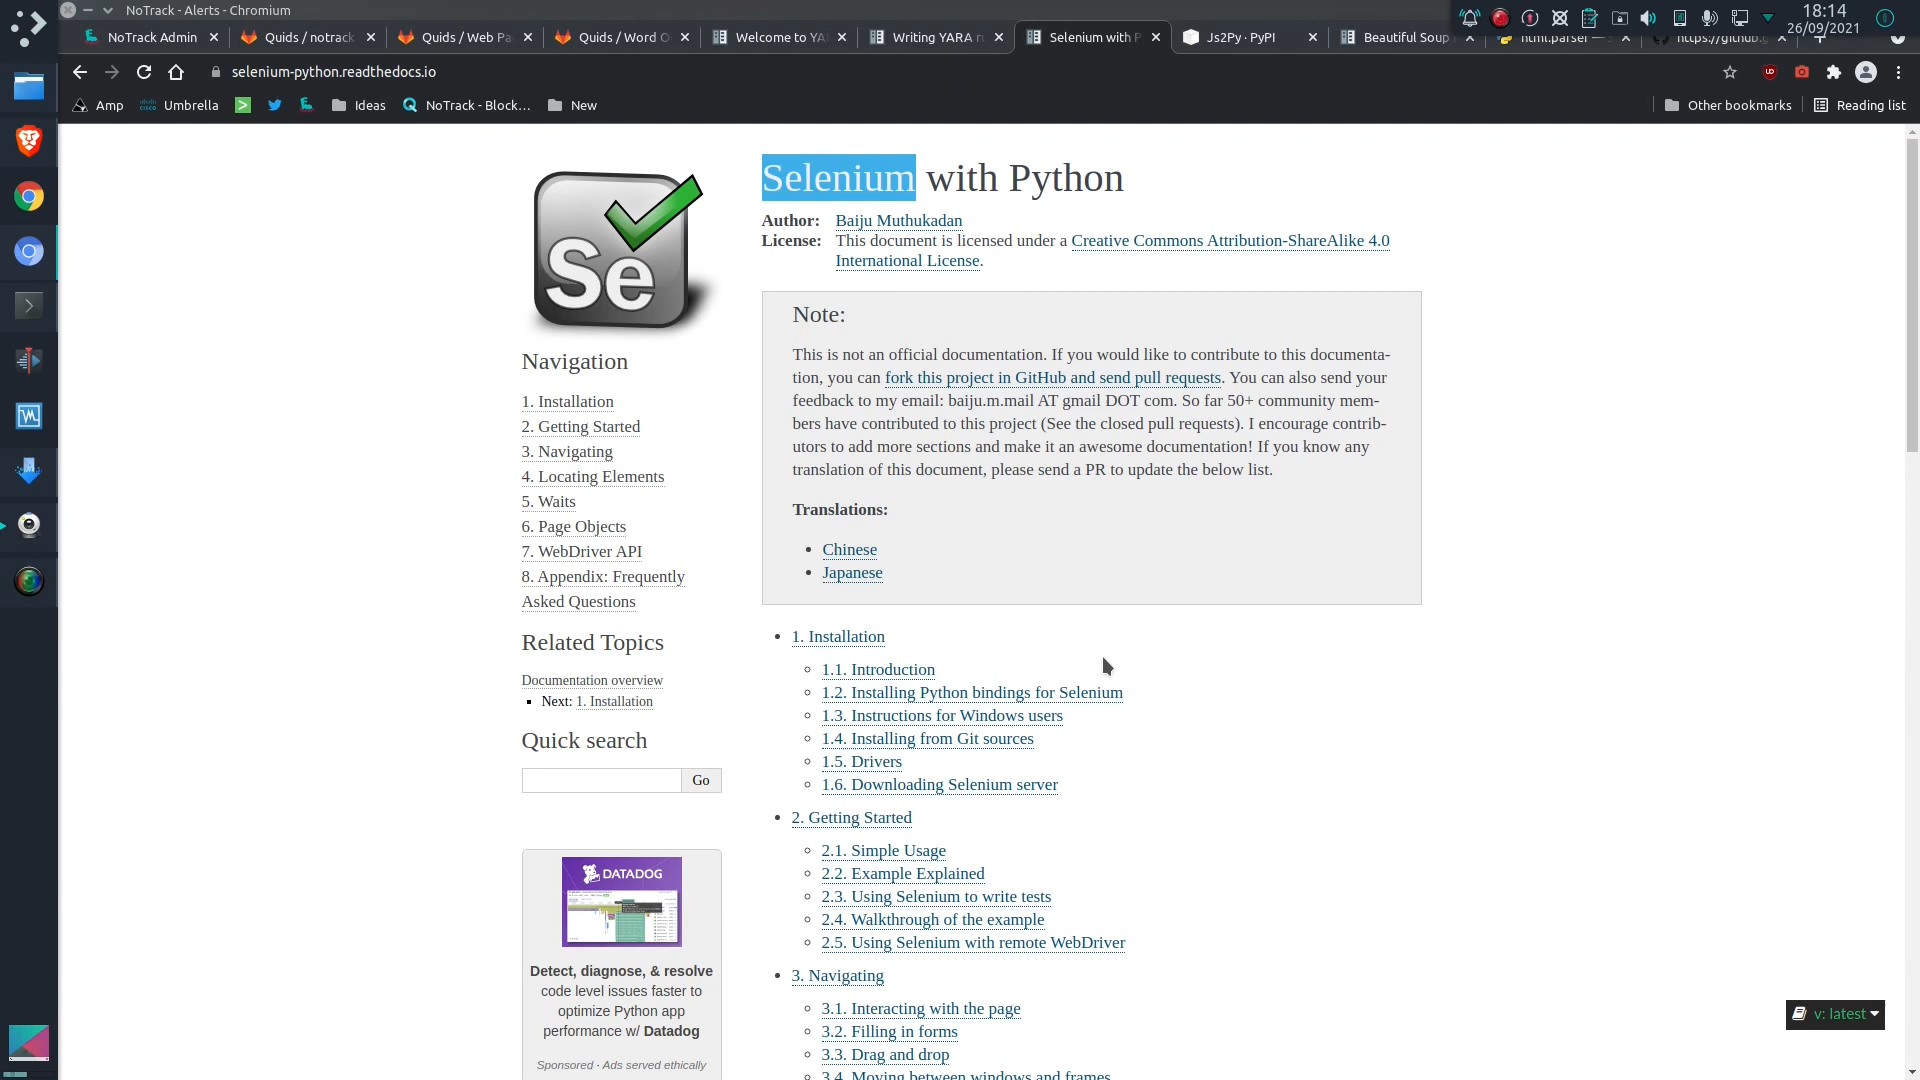 NoTrack - Alerts - Chromium
18:14
26/09/2021
NoTrack Admin
Quids / notrack
Quids / Web Pa
Quids / Word O
Welcome to YA
Writing YARA r
Selenium with P
Js2Py · PyPI
Beautiful Soup
html.parser —
https://github.
selenium-python.readthedocs.io
Amp
Umbrella
Ideas
NoTrack - Block...
New
Other bookmarks
Reading list
Selenium with Python
Author: Baiju Muthukadan
License: This document is licensed under a Creative Commons Attribution-ShareAlike 4.0
International License.
Se
Navigation
1. Installation
2. Getting Started
3. Navigating
4. Locating Elements
5. Waits
6. Page Objects
7. WebDriver API
8. Appendix: Frequently
Asked Questions
Related Topics
Documentation overview
Next: 1. Installation
Quick search
Go
DATADOG
Detect, diagnose, & resolve
code level issues faster to
optimize Python app
performance w/ Datadog
Sponsored · Ads served ethically
Note:
This is not an official documentation. If you would like to contribute to this documenta-
tion, you can fork this project in GitHub and send pull requests. You can also send your
feedback to my email: baiju.m.mail AT gmail DOT com. So far 50+ community mem-
bers have contributed to this project (See the closed pull requests). I encourage contrib-
utors to add more sections and make it an awesome documentation! If you know any
translation of this document, please send a PR to update the below list.
Translations:
Chinese
Japanese
1. Installation
1.1. Introduction
1.2. Installing Python bindings for Selenium
1.3. Instructions for Windows users
1.4. Installing from Git sources
1.5. Drivers
1.6. Downloading Selenium server
2. Getting Started
2.1. Simple Usage
2.2. Example Explained
2.3. Using Selenium to write tests
2.4. Walkthrough of the example
2.5. Using Selenium with remote WebDriver
3. Navigating
3.1. Interacting with the page
3.2. Filling in forms
3.3. Drag and drop
3.4. Moving between windows and frames
v: latest